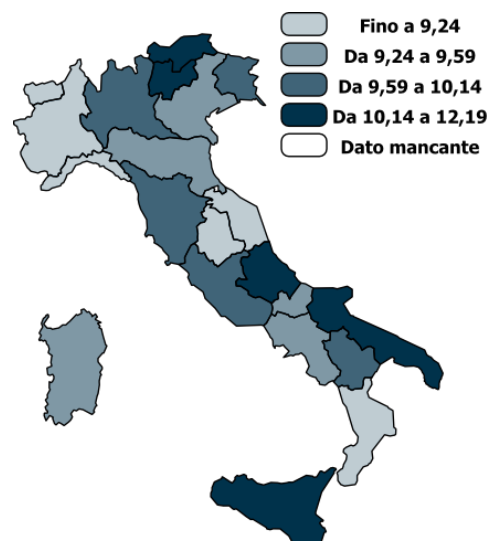 Fino a 9,24
Da 9,24 a 9,59
Da 9,59 a 10,14
Da 10,14 a 12,19
Dato mancante